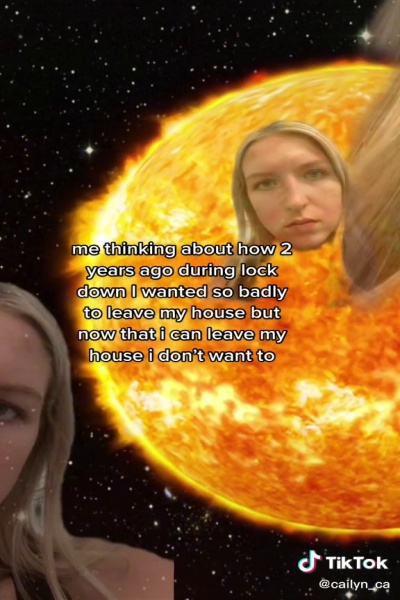 me thinking about how 2
years ago during lock
down I wanted so badly
to leave my house but
now that i can leave my
house i don't want to
TikTok
@cailyn_ca